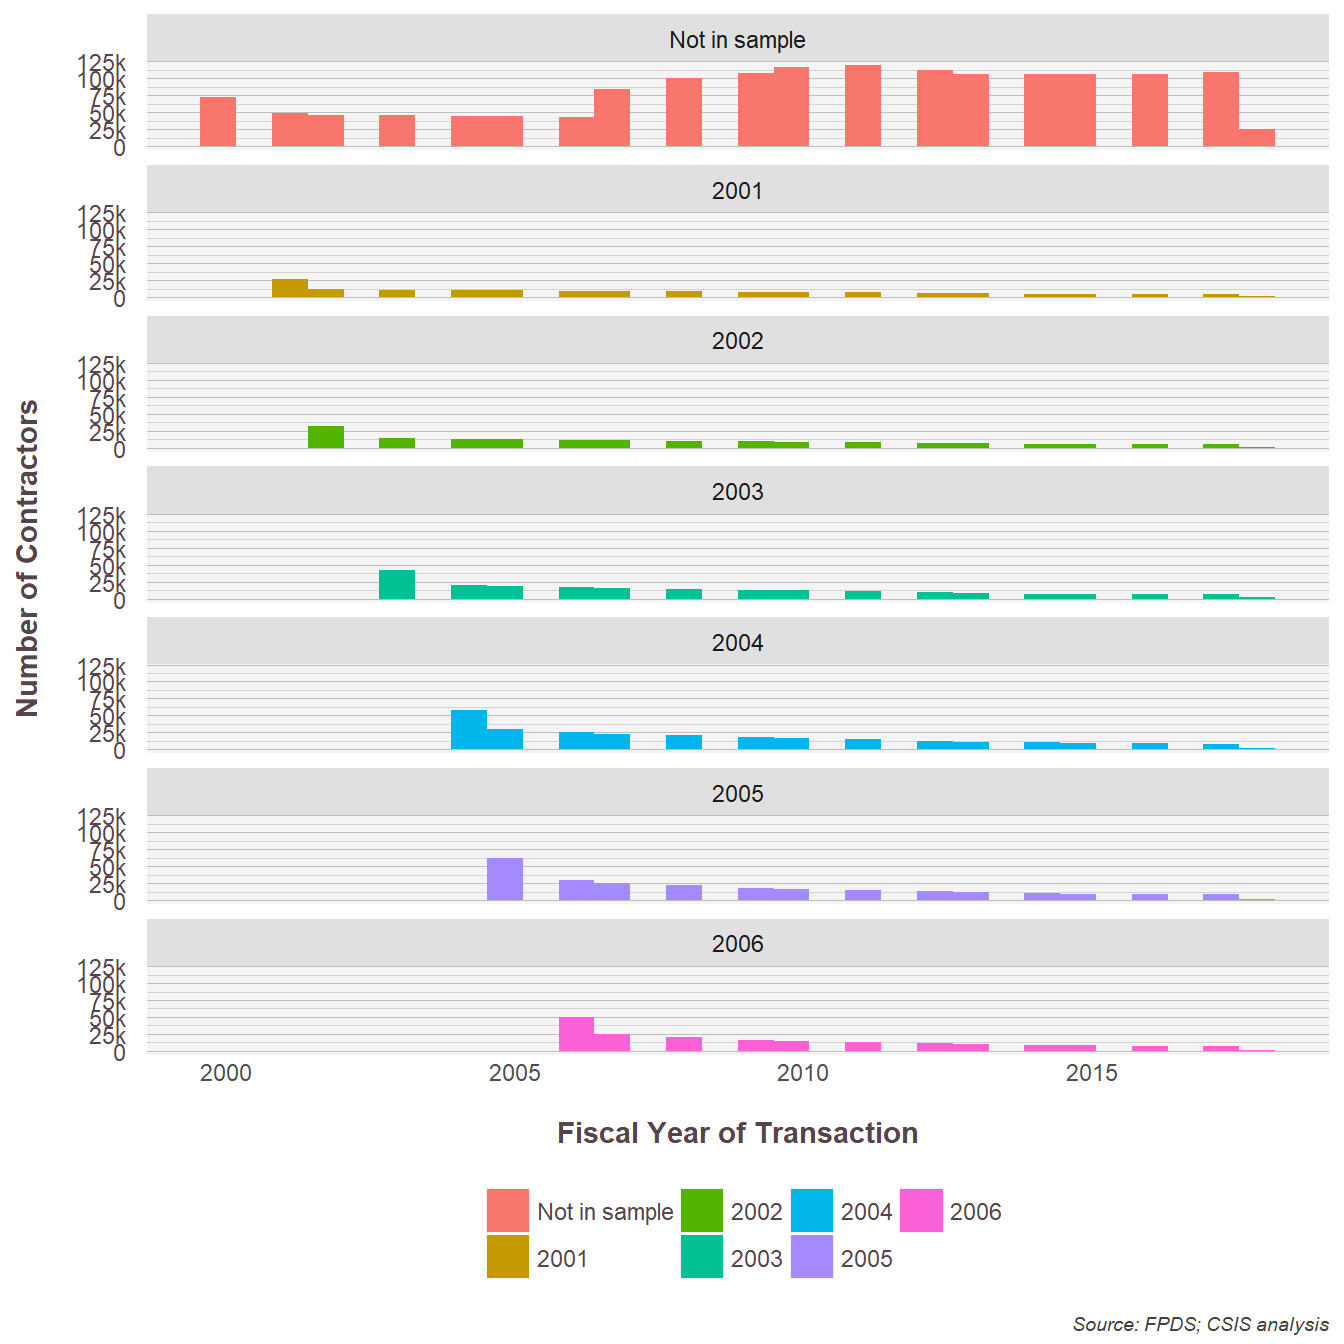 Not in sample
125k
100k
75k
50k
25k
0
2001
125k
100k
75k
50k
25k
0
2002
125k
100k
75k
50k
25k
0
2003
125k
100k
75k
50k
25k
0
2004
125k
100k
75k
50k
25k
0
2005
125k
100k
75k
50k
25k
0
2006
125k
100k
75k
50k
25k
0
Number of Contractors
2000 2005 2010 2015
Fiscal Year of Transaction
Not in sample 2002 2004 2006
2001 2003 2005
Source: FPDS; CSIS analysis